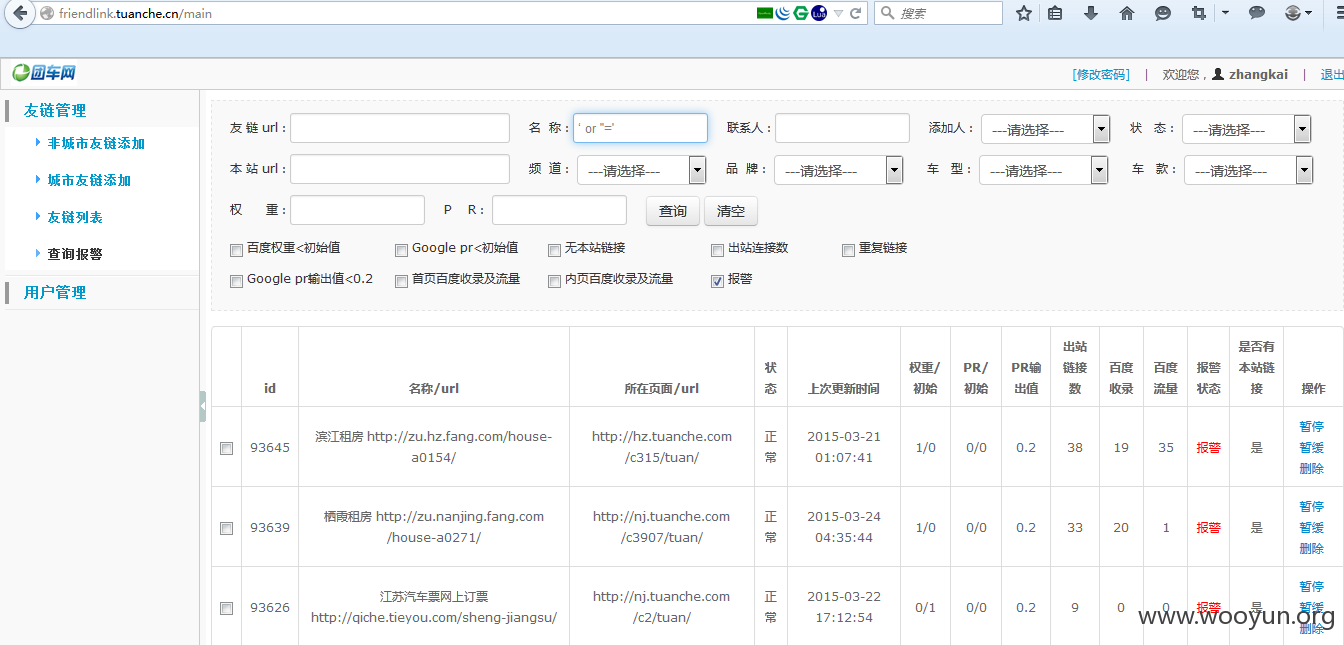 friendlink.tuanche.cn/main
Lua
搜索
团车网
[修改密码] | 欢迎您， zhangkai | 退出
友链管理
非城市友链添加
城市友链添加
友链列表
查询报警
用户管理
友 链 url： 名 称： ' or ''=' 联系人： 添加人： ---请选择--- 状 态： ---请选择---
本 站 url： 频 道： ---请选择--- 品 牌： ---请选择--- 车 型： ---请选择--- 车 款： ---请选择---
权 重： P R： 查询 清空
百度权重<初始值 Google pr<初始值 无本站链接 出站连接数 重复链接
Google pr输出值<0.2 首页百度收录及流量 内页百度收录及流量 报警
id 名称/url 所在页面/url 状态 上次更新时间 权重/初始 PR/初始 PR输出值 出站链接数 百度收录 百度流量 报警状态 是否有本站链接 操作
93645 滨江租房 http://zu.hz.fang.com/house-a0154/ http://hz.tuanche.com/c315/tuan/ 正常 2015-03-21 01:07:41 1/0 0/0 0.2 38 19 35 报警 是 暂停 暂缓 删除
93639 栖霞租房 http://zu.nanjing.fang.com/house-a0271/ http://nj.tuanche.com/c3907/tuan/ 正常 2015-03-24 04:35:44 1/0 0/0 0.2 33 20 1 报警 是 暂停 暂缓 删除
93626 江苏汽车票网上订票 http://qiche.tieyou.com/sheng-jiangsu/ http://nj.tuanche.com/c2/tuan/ 正常 2015-03-22 17:12:54 0/1 0/0 0.2 9 0 0 报警 是 暂停 暂缓 删除
www.wooyun.org